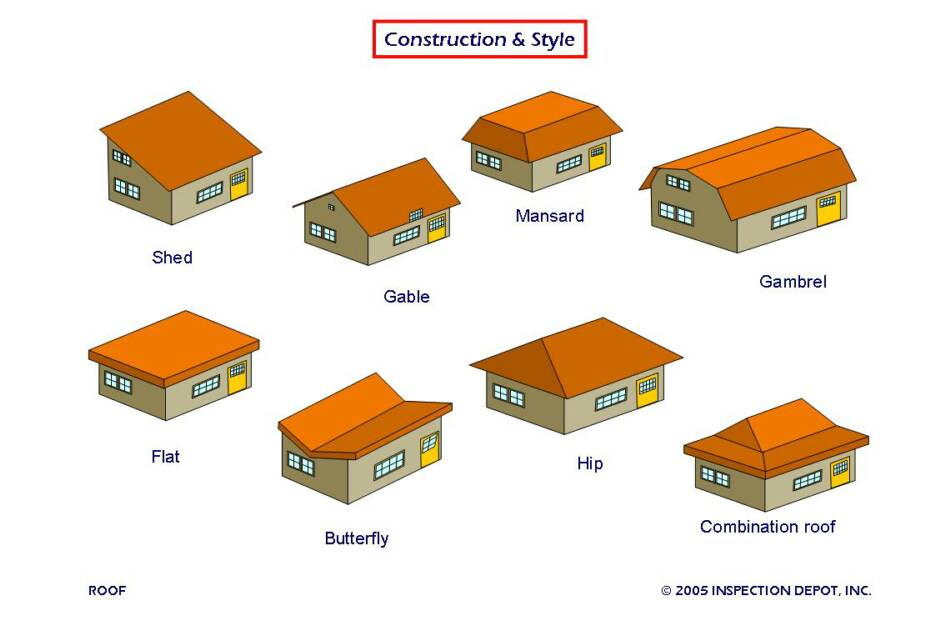 Construction & Style
Shed
Gable
Mansard
Gambrel
Flat
Butterfly
Hip
Combination roof
ROOF
© 2005 INSPECTION DEPOT, INC.